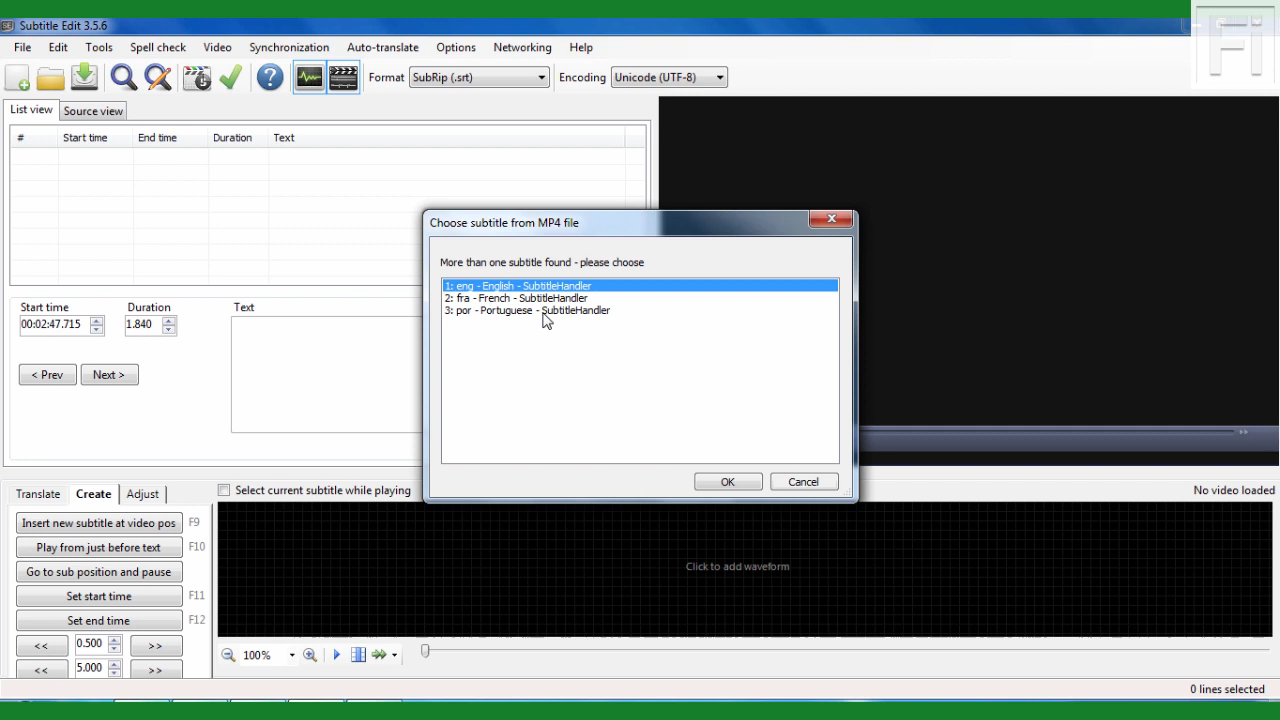 Subtitle Edit 3.5.6
File Edit Tools Spell check Video Synchronization Auto-translate Options Networking Help
Format SubRip (.srt) Encoding Unicode (UTF-8)
List view Source view
# Start time End time Duration Text
Choose subtitle from MP4 file
More than one subtitle found - please choose
1: eng - English - SubtitleHandler
2: fra - French - SubtitleHandler
3: por - Portuguese - SubtitleHandler
OK Cancel
Start time Duration Text
00:02:47.715 1.840
< Prev Next >
Translate Create Adjust Select current subtitle while playing No video loaded
Insert new subtitle at video pos F9
Play from just before text F10
Go to sub position and pause
Set start time F11
Set end time F12
<< 0.500 >>
<< 5.000 >>
Click to add waveform
100%
0 lines selected